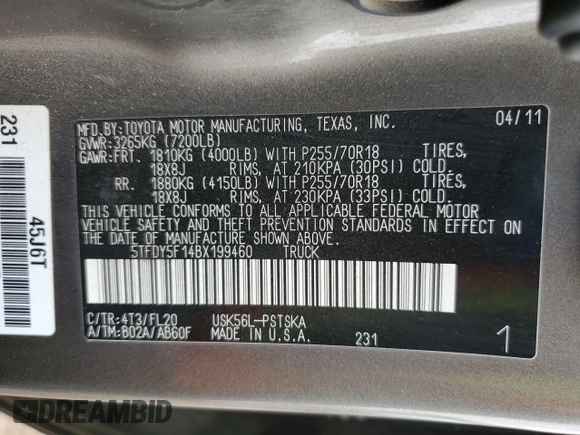 MFD.BY:TOYOTA MOTOR MANUFACTURING, TEXAS, INC. 04/11
GVWR:3265KG (7200LB)
GAWR:FRT. 1810KG (4000LB) WITH P255/70R18 TIRES,
18X8J RIMS, AT 210KPA (30PSI) COLD.
RR. 1880KG (4150LB) WITH P255/70R18 TIRES,
18X8J RIMS, AT 230KPA (33PSI) COLD.
THIS VEHICLE CONFORMS TO ALL APPLICABLE FEDERAL MOTOR
VEHICLE SAFETY AND THEFT PREVENTION STANDARDS IN EFFECT ON
THE DATE OF MANUFACTURE SHOWN ABOVE.
5TFDY5F14BX199460 TRUCK
C/TR:4T3/FL20 USK56L-PSTSKA
A/TM:B02A/AB60F MADE IN U.S.A. 231 1
231
45J6T
DREAMBID